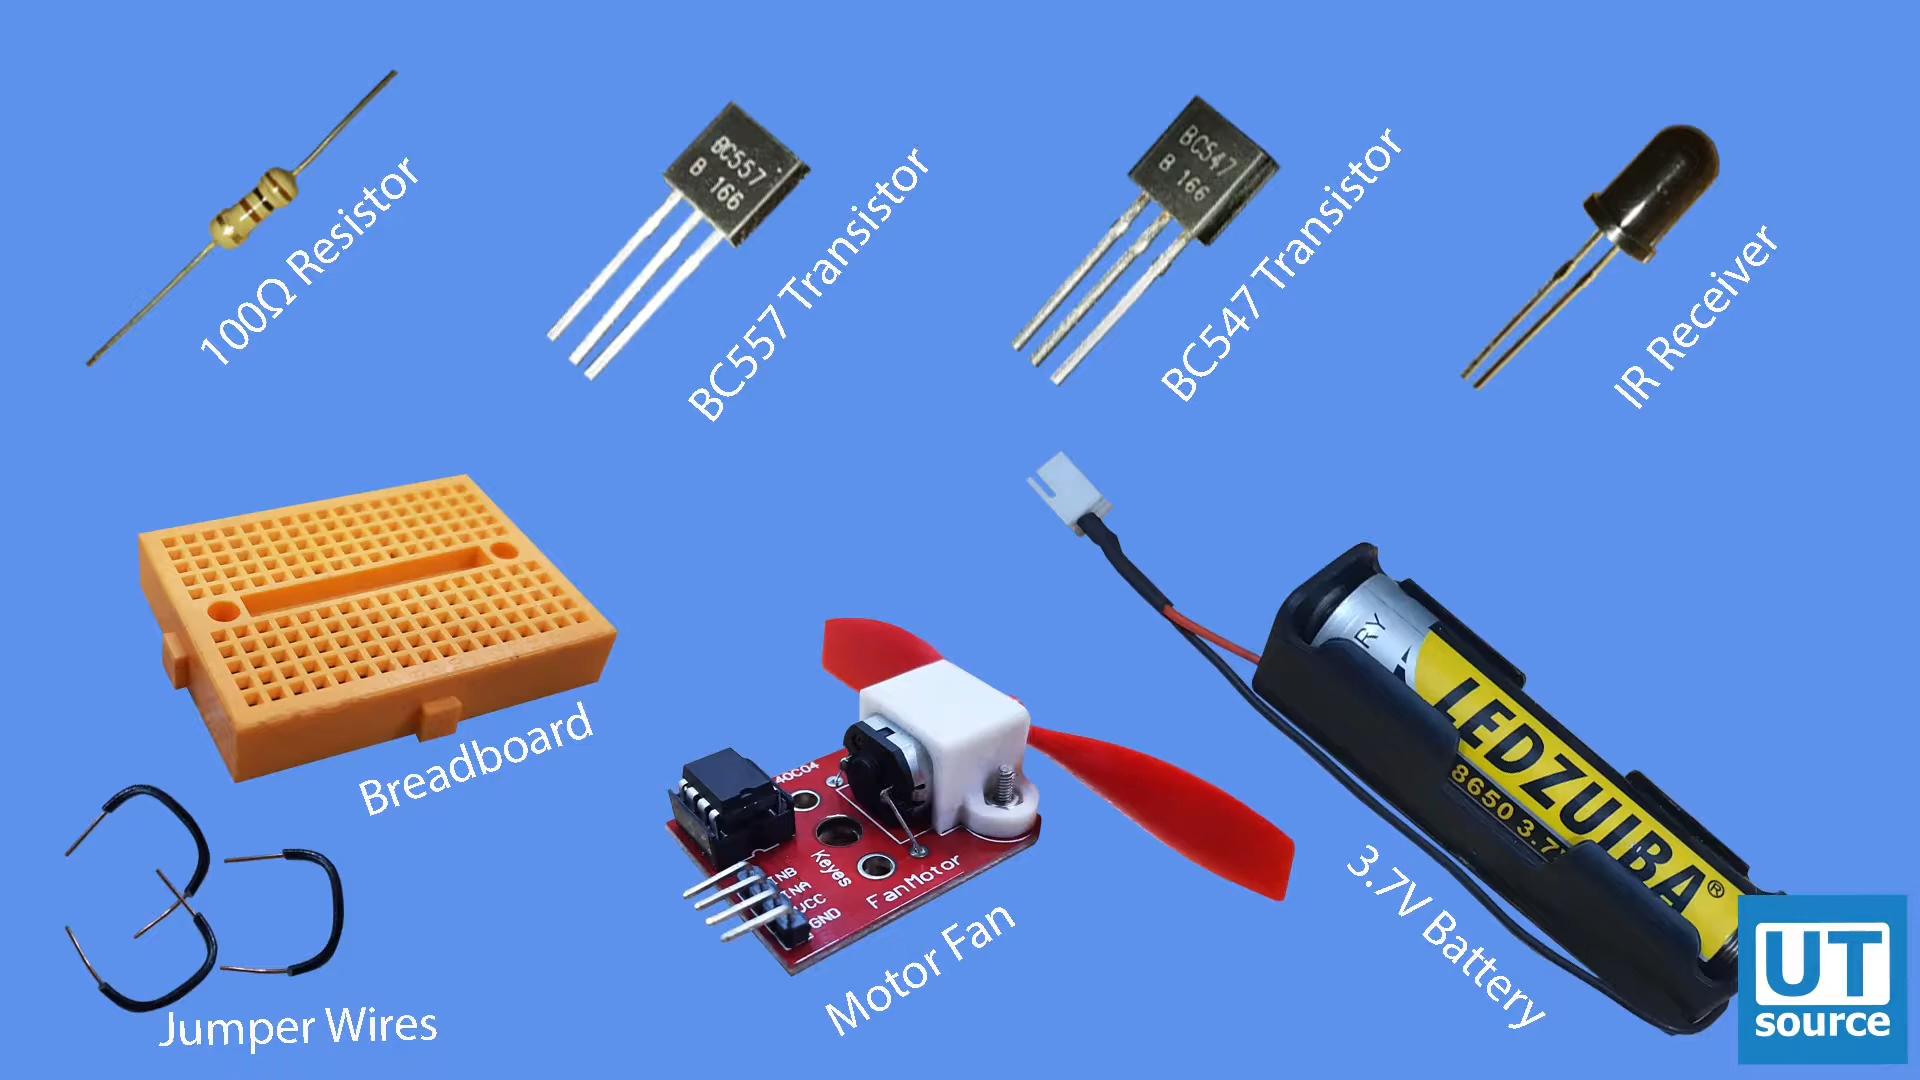 BC557
B 166
BC547
B 166
100Ω Resistor
BC557 Transistor
BC547 Transistor
IR Receiver
Breadboard
RY
LEDZUIBA®
8650 3.7
40C04
Keyes
FanMotor
INB
INA
VCC
GND
Motor Fan
3.7V Battery
Jumper Wires
UT
source